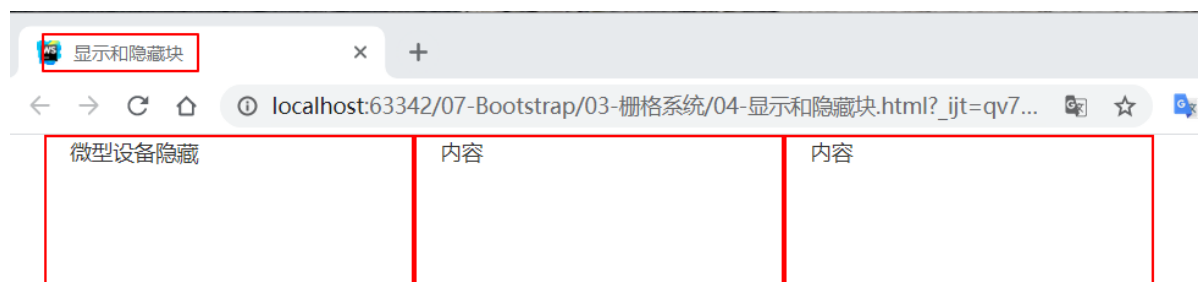 显示和隐藏块
localhost:63342/07-Bootstrap/03-栅格系统/04-显示和隐藏块.html?_ijt=qv7...
微型设备隐藏 内容 内容